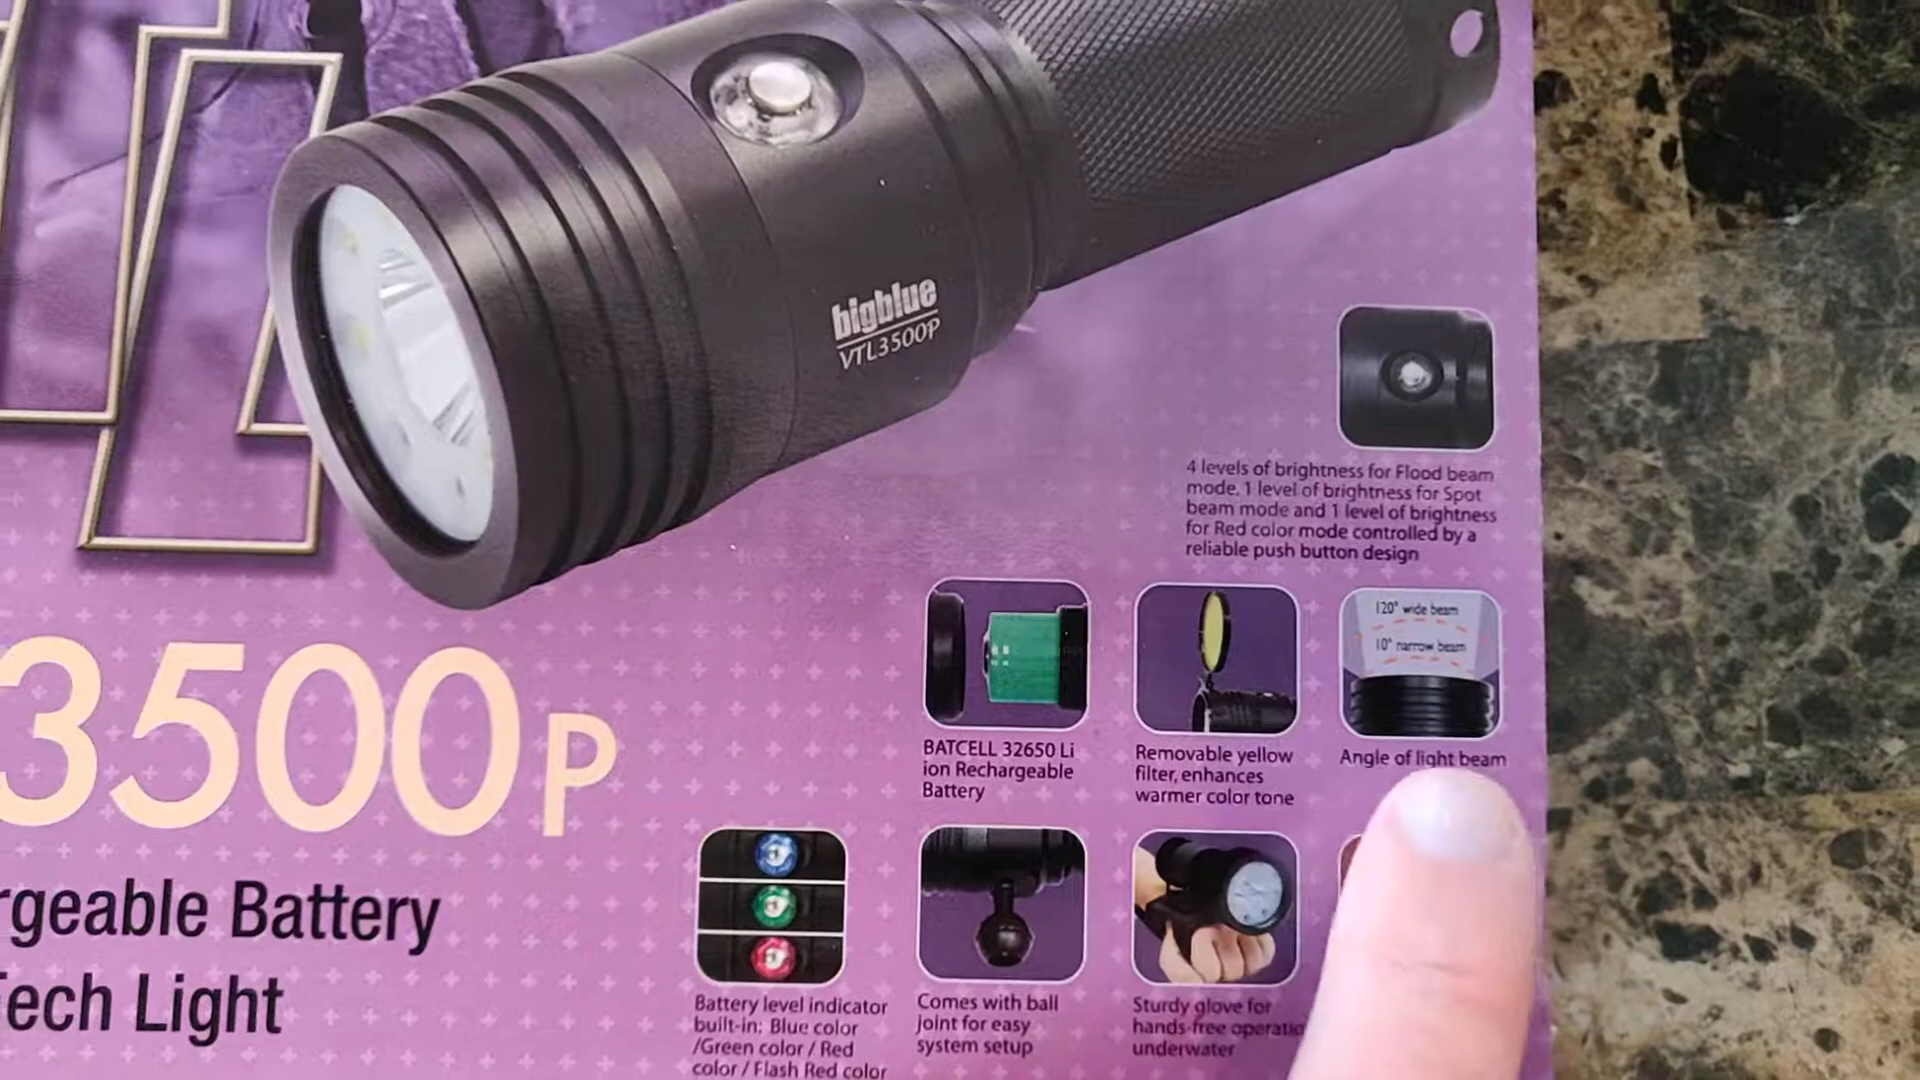 bigblue
VTL3500P
4 levels of brightness for Flood beam
mode, 1 level of brightness for Spot
beam mode and 1 level of brightness
for Red color mode controlled by a
reliable push button design
120° wide beam
10° narrow beam
BATCELL 32650 Li
ion Rechargeable
Battery
Removable yellow
filter, enhances
warmer color tone
Angle of light beam
3500P
rgeable Battery
Tech Light
Battery level indicator
built-in: Blue color
/Green color / Red
color / Flash Red color
Comes with ball
joint for easy
system setup
Sturdy glove for
hands-free operatio
underwater